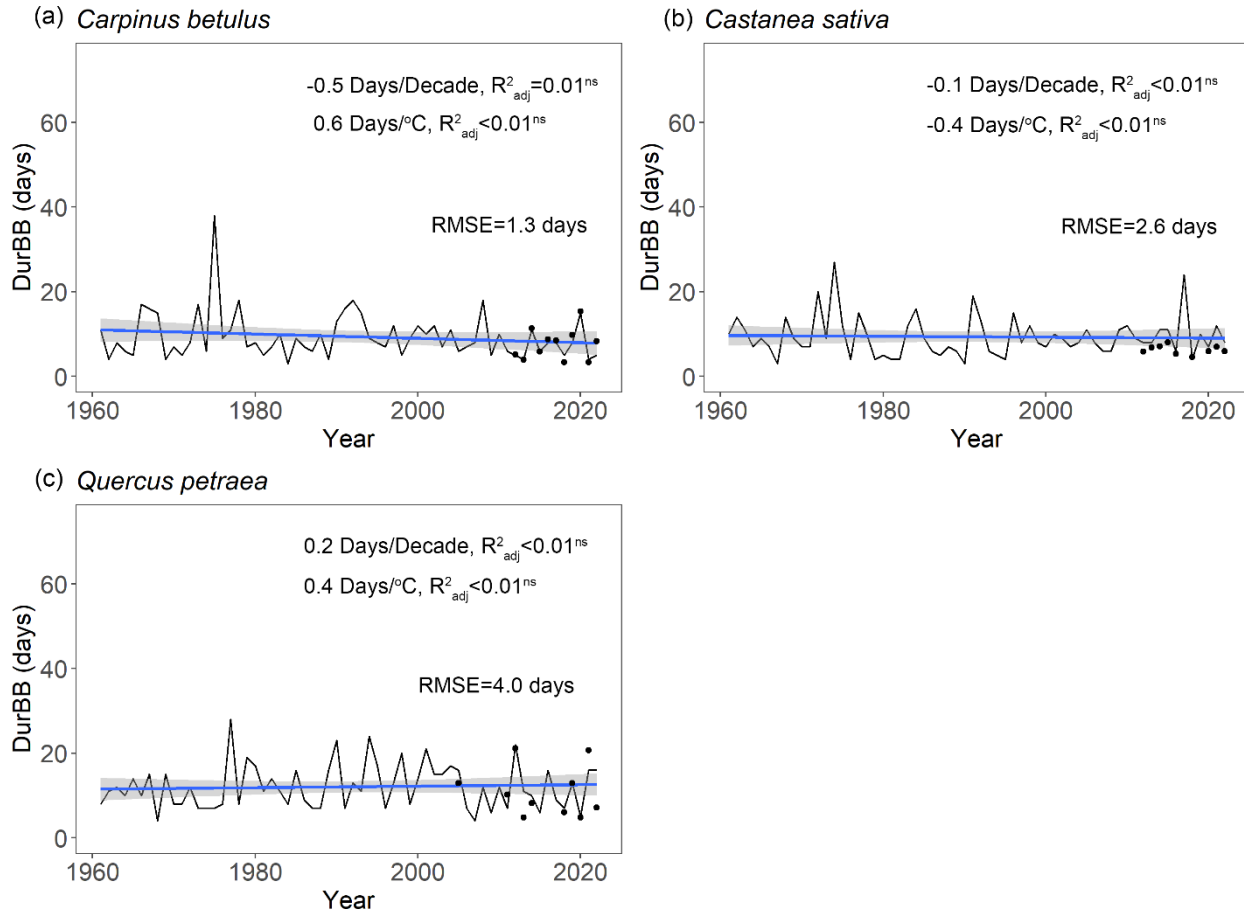 (a) Carpinus betulus
-0.5 Days/Decade, R²adj=0.01ns
0.6 Days/°C, R²adj<0.01ns
RMSE=1.3 days
DurBB (days)
60
40
20
0
1960 1980 2000 2020
Year
(b) Castanea sativa
-0.1 Days/Decade, R²adj<0.01ns
-0.4 Days/°C, R²adj<0.01ns
RMSE=2.6 days
DurBB (days)
60
40
20
0
1960 1980 2000 2020
Year
(c) Quercus petraea
0.2 Days/Decade, R²adj<0.01ns
0.4 Days/°C, R²adj<0.01ns
RMSE=4.0 days
DurBB (days)
60
40
20
0
1960 1980 2000 2020
Year